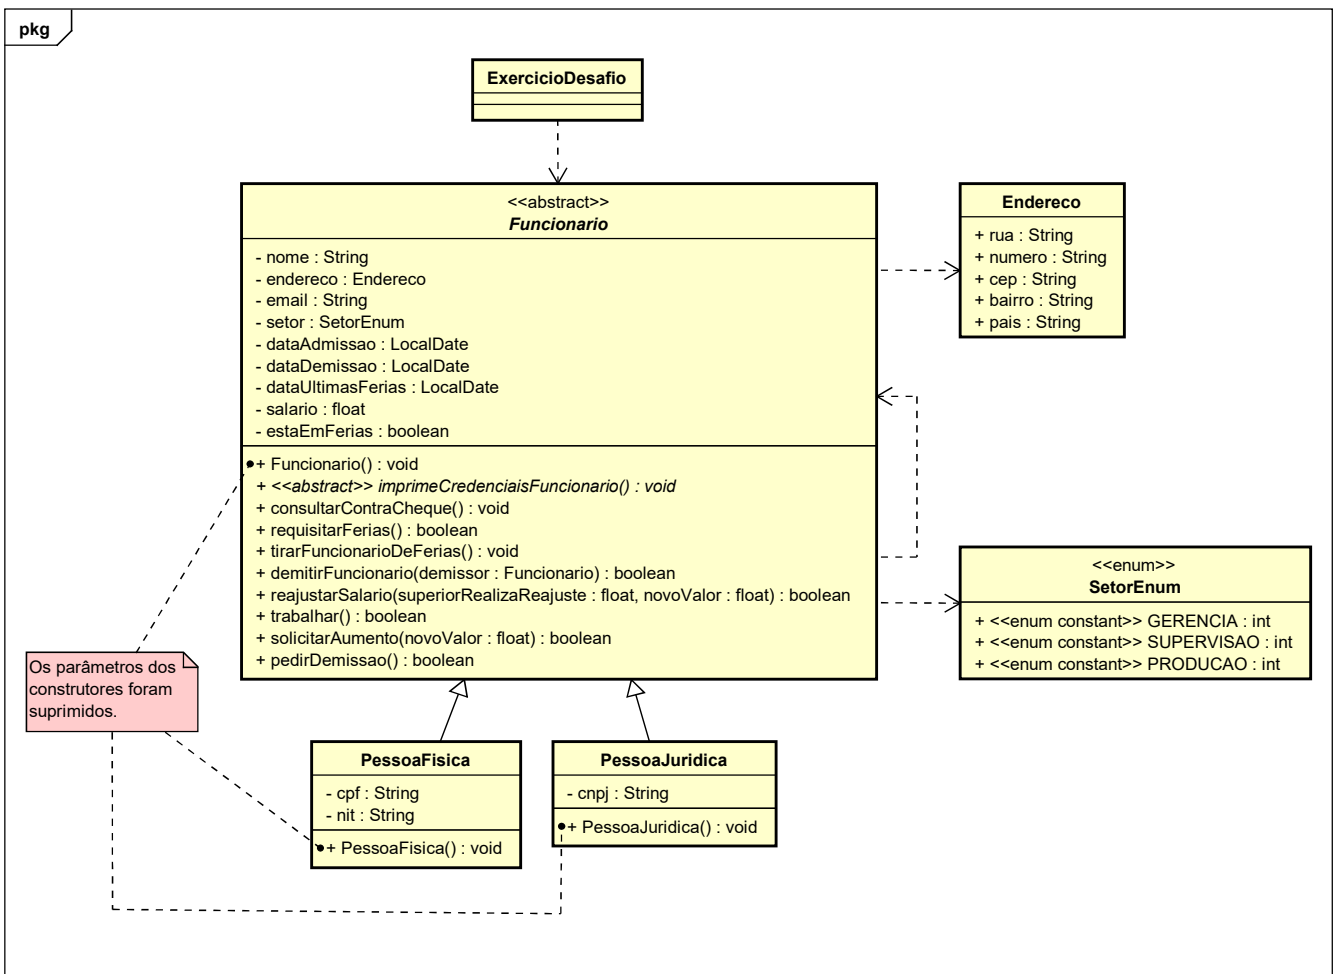 pkg
ExercicioDesafio
<<abstract>>
Funcionario
- nome : String
- endereco : Endereco
- email : String
- setor : SetorEnum
- dataAdmissao : LocalDate
- dataDemissao : LocalDate
- dataUltimasFerias : LocalDate
- salario : float
- estaEmFerias : boolean
+ Funcionario() : void
+ <<abstract>> imprimeCredenciaisFuncionario() : void
+ consultarContraCheque() : void
+ requisitarFerias() : boolean
+ tirarFuncionarioDeFerias() : void
+ demitirFuncionario(demissor : Funcionario) : boolean
+ reajustarSalario(superiorRealizaReajuste : float, novoValor : float) : boolean
+ trabalhar() : boolean
+ solicitarAumento(novoValor : float) : boolean
+ pedirDemissao() : boolean
Endereco
+ rua : String
+ numero : String
+ cep : String
+ bairro : String
+ pais : String
<<enum>>
SetorEnum
+ <<enum constant>> GERENCIA : int
+ <<enum constant>> SUPERVISAO : int
+ <<enum constant>> PRODUCAO : int
Os parâmetros dos
construtores foram
suprimidos.
PessoaFisica
- cpf : String
- nit : String
+ PessoaFisica() : void
PessoaJuridica
- cnpj : String
+ PessoaJuridica() : void